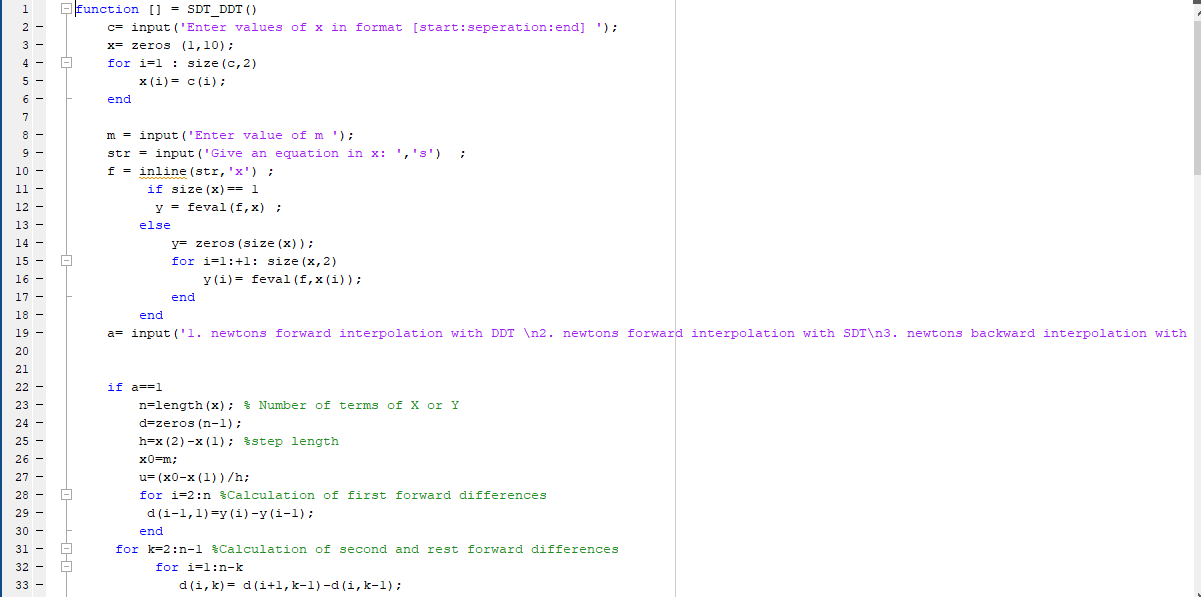 1 function [] = SDT_DDT()
2 c= input('Enter values of x in format [start:seperation:end] ');
3 x= zeros (1,10);
4 for i=1 : size(c,2)
5 x(i)= c(i);
6 end
7
8 m = input('Enter value of m ');
9 str = input('Give an equation in x: ','s') ;
10 f = inline(str,'x') ;
11 if size(x)== 1
12 y = feval(f,x) ;
13 else
14 y= zeros(size(x));
15 for i=1:+1: size(x,2)
16 y(i)= feval(f,x(i));
17 end
18 end
19 a= input('1. newtons forward interpolation with DDT \n2. newtons forward interpolation with SDT\n3. newtons backward interpolation with
20
21
22 if a==1
23 n=length(x); % Number of terms of X or Y
24 d=zeros(n-1);
25 h=x(2)-x(1); %step length
26 x0=m;
27 u=(x0-x(1))/h;
28 for i=2:n %Calculation of first forward differences
29 d(i-1,1)=y(i)-y(i-1);
30 end
31 for k=2:n-1 %Calculation of second and rest forward differences
32 for i=1:n-k
33 d(i,k)= d(i+1,k-1)-d(i,k-1);